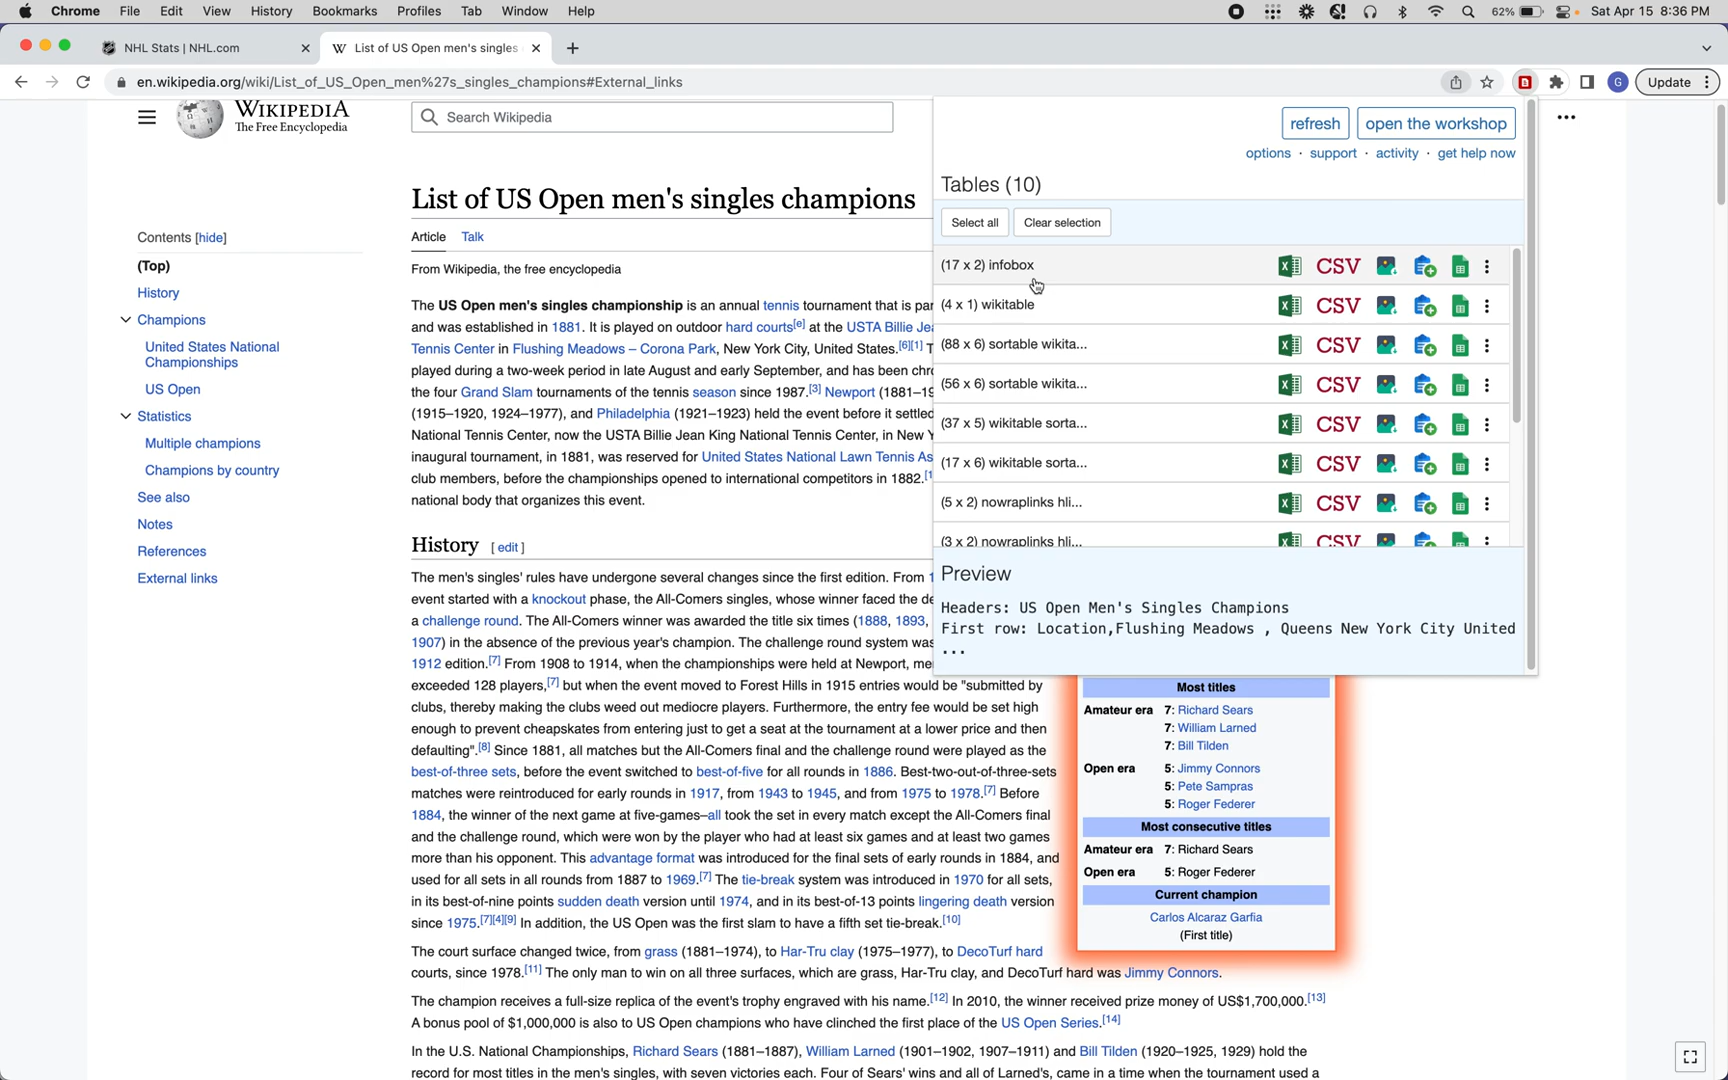 Chrome File Edit View History Bookmarks Profiles Tab Window Help 62% Sat Apr 15 8:36 PM
NHL Stats | NHL.com List of US Open men's singles
en.wikipedia.org/wiki/List_of_US_Open_men%27s_singles_champions#External_links G Update
WIKIPEDIA
The Free Encyclopedia
Search Wikipedia
Contents [hide]
(Top)
History
Champions
United States National
Championships
US Open
Statistics
Multiple champions
Champions by country
See also
Notes
References
External links
List of US Open men's singles champions
Article Talk
From Wikipedia, the free encyclopedia
The US Open men's singles championship is an annual tennis tournament that is par
and was established in 1881. It is played on outdoor hard courts[e] at the USTA Billie Je
Tennis Center in Flushing Meadows – Corona Park, New York City, United States.[6][1] T
played during a two-week period in late August and early September, and has been chr
the four Grand Slam tournaments of the tennis season since 1987.[3] Newport (1881–19
(1915–1920, 1924–1977), and Philadelphia (1921–1923) held the event before it settled
National Tennis Center, now the USTA Billie Jean King National Tennis Center, in New Y
inaugural tournament, in 1881, was reserved for United States National Lawn Tennis As
club members, before the championships opened to international competitors in 1882.[1
national body that organizes this event.
History [ edit ]
The men's singles' rules have undergone several changes since the first edition. From 1
event started with a knockout phase, the All-Comers singles, whose winner faced the de
a challenge round. The All-Comers winner was awarded the title six times (1888, 1893,
1907) in the absence of the previous year's champion. The challenge round system was
1912 edition.[7] From 1908 to 1914, when the championships were held at Newport, me
exceeded 128 players,[7] but when the event moved to Forest Hills in 1915 entries would be "submitted by
clubs, thereby making the clubs weed out mediocre players. Furthermore, the entry fee would be set high
enough to prevent cheapskates from entering just to get a seat at the tournament at a lower price and then
defaulting".[8] Since 1881, all matches but the All-Comers final and the challenge round were played as the
best-of-three sets, before the event switched to best-of-five for all rounds in 1886. Best-two-out-of-three-sets
matches were reintroduced for early rounds in 1917, from 1943 to 1945, and from 1975 to 1978.[7] Before
1884, the winner of the next game at five-games–all took the set in every match except the All-Comers final
and the challenge round, which were won by the player who had at least six games and at least two games
more than his opponent. This advantage format was introduced for the final sets of early rounds in 1884, and
used for all sets in all rounds from 1887 to 1969.[7] The tie-break system was introduced in 1970 for all sets,
in its best-of-nine points sudden death version until 1974, and in its best-of-13 points lingering death version
since 1975.[7][4][9] In addition, the US Open was the first slam to have a fifth set tie-break.[10]
The court surface changed twice, from grass (1881–1974), to Har-Tru clay (1975–1977), to DecoTurf hard
courts, since 1978.[11] The only man to win on all three surfaces, which are grass, Har-Tru clay, and DecoTurf hard was Jimmy Connors.
The champion receives a full-size replica of the event's trophy engraved with his name.[12] In 2010, the winner received prize money of US$1,700,000.[13]
A bonus pool of $1,000,000 is also to US Open champions who have clinched the first place of the US Open Series.[14]
In the U.S. National Championships, Richard Sears (1881–1887), William Larned (1901–1902, 1907–1911) and Bill Tilden (1920–1925, 1929) hold the
record for most titles in the men's singles, with seven victories each. Four of Sears' wins and all of Larned's, came in a time when the tournament used a
refresh open the workshop
options · support · activity · get help now
Tables (10)
Select all Clear selection
(17 x 2) infobox CSV
(4 x 1) wikitable CSV
(88 x 6) sortable wikita... CSV
(56 x 6) sortable wikita... CSV
(37 x 5) wikitable sorta... CSV
(17 x 6) wikitable sorta... CSV
(5 x 2) nowraplinks hli... CSV
(3 x 2) nowraplinks hli... CSV
Preview
Headers: US Open Men's Singles Champions
First row: Location,Flushing Meadows , Queens New York City United
...
Most titles
Amateur era 7: Richard Sears
7: William Larned
7: Bill Tilden
Open era 5: Jimmy Connors
5: Pete Sampras
5: Roger Federer
Most consecutive titles
Amateur era 7: Richard Sears
Open era 5: Roger Federer
Current champion
Carlos Alcaraz Garfia
(First title)